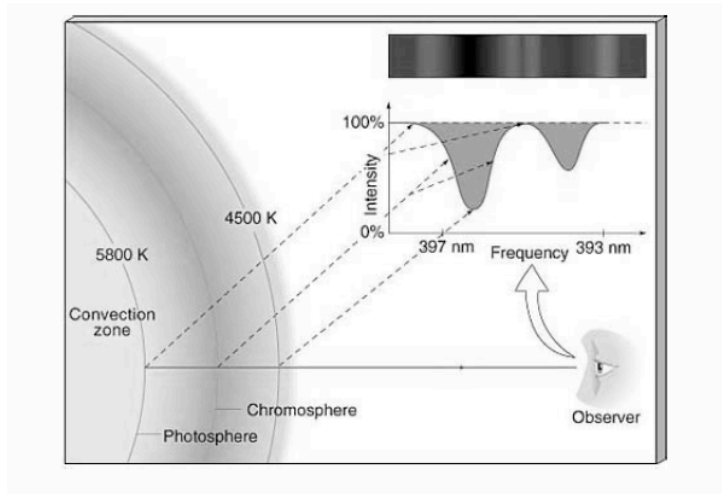 100%
Intensity
0%
397 nm
Frequency
393 nm
4500 K
5800 K
Convection
zone
Chromosphere
Photosphere
Observer